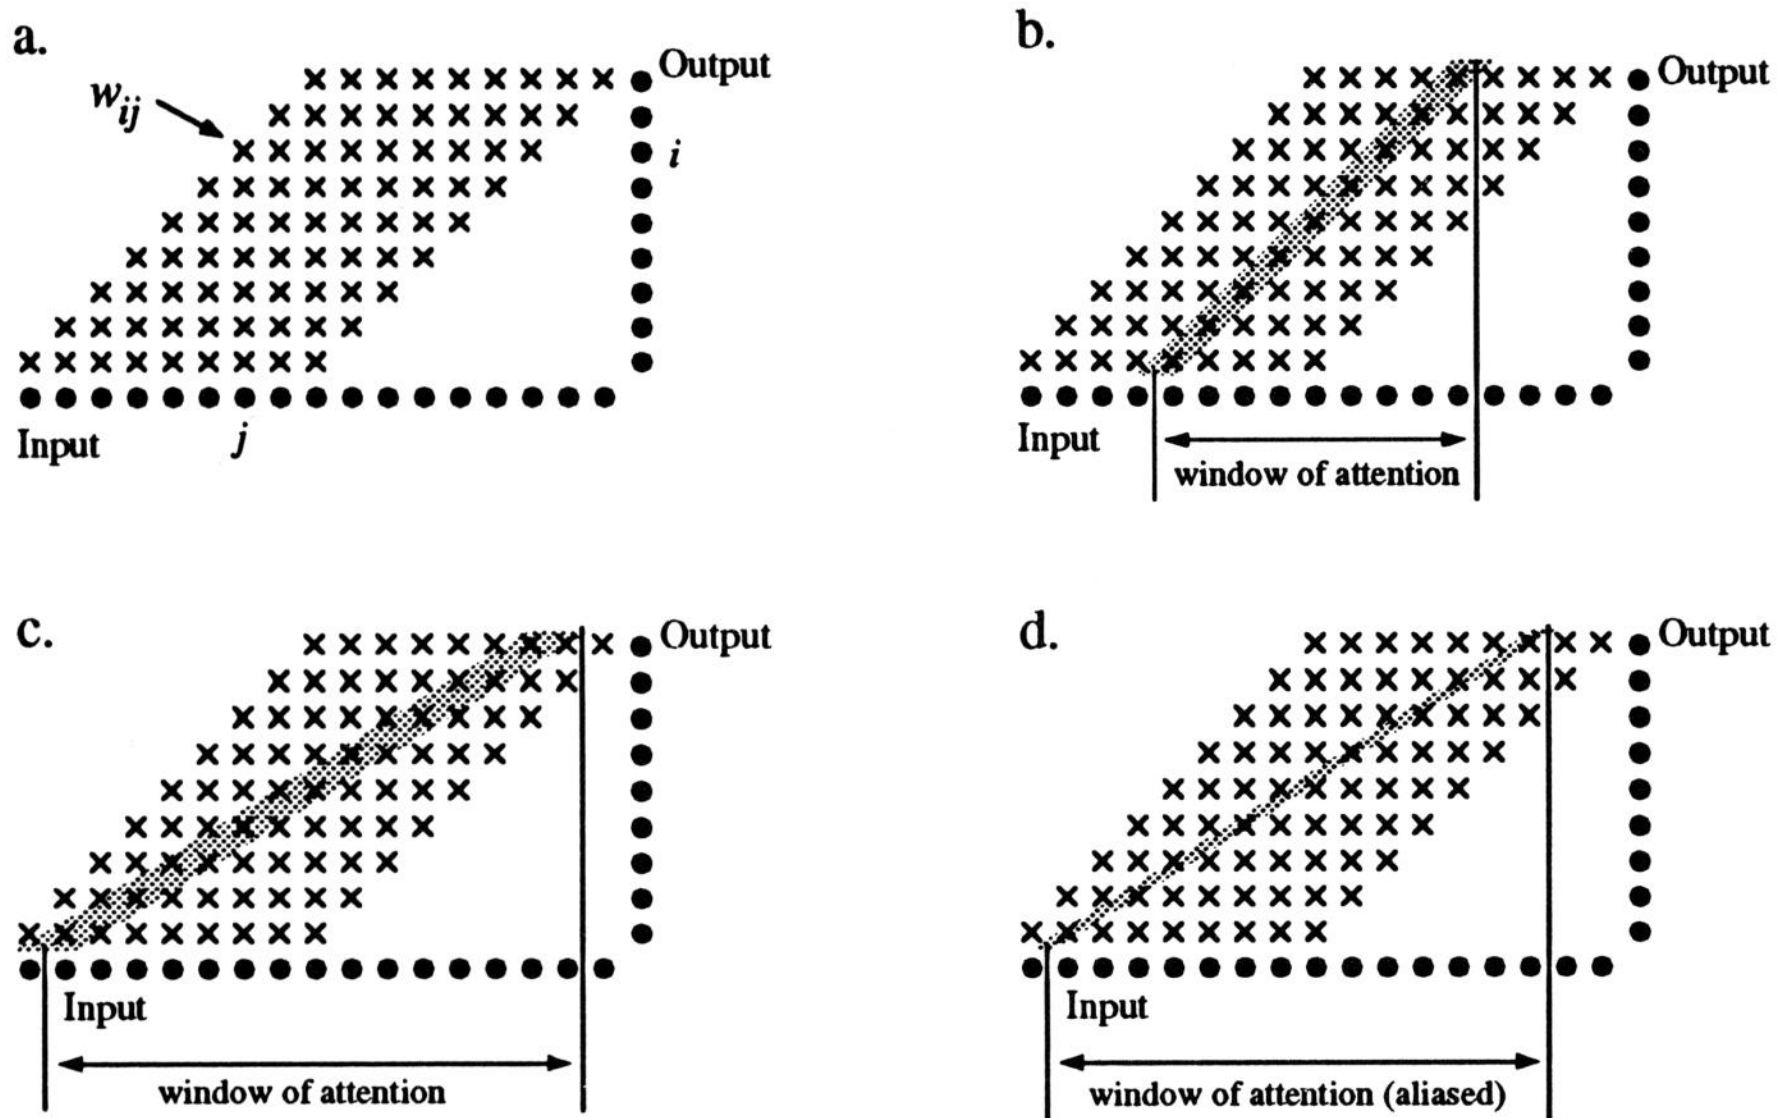 a.
Output
w_ij
i
Input
j
b.
Output
Input
window of attention
c.
Output
Input
window of attention
d.
Output
Input
window of attention (aliased)